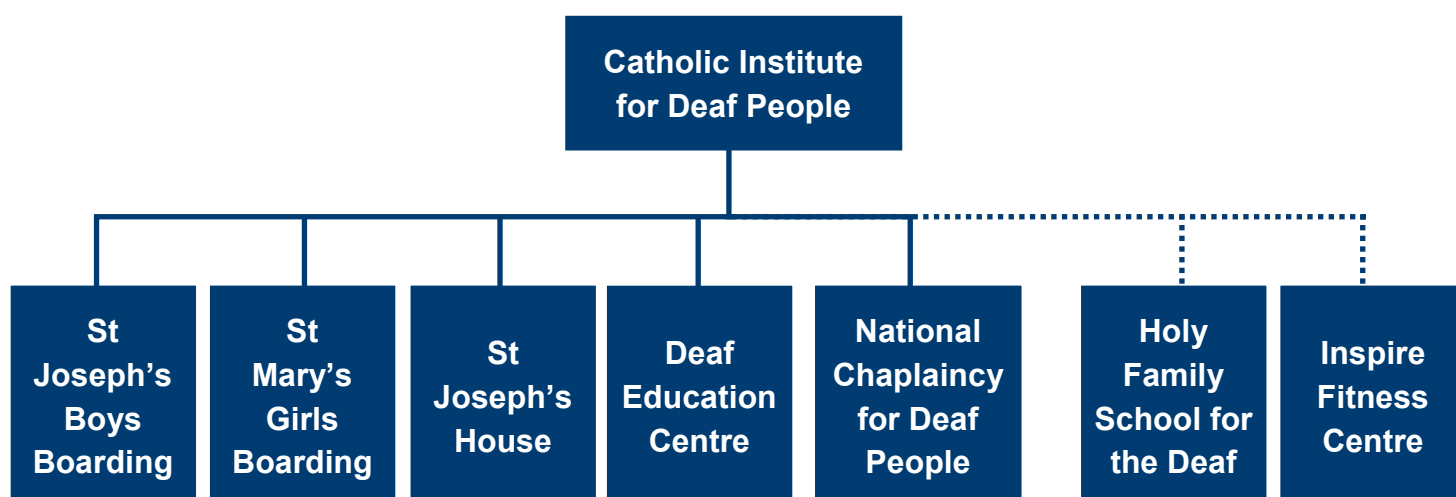 Catholic Institute
for Deaf People
St
Joseph’s
Boys
Boarding
St
Mary’s
Girls
Boarding
St
Joseph’s
House
Deaf
Education
Centre
National
Chaplaincy
for Deaf
People
Holy
Family
School for
the Deaf
Inspire
Fitness
Centre